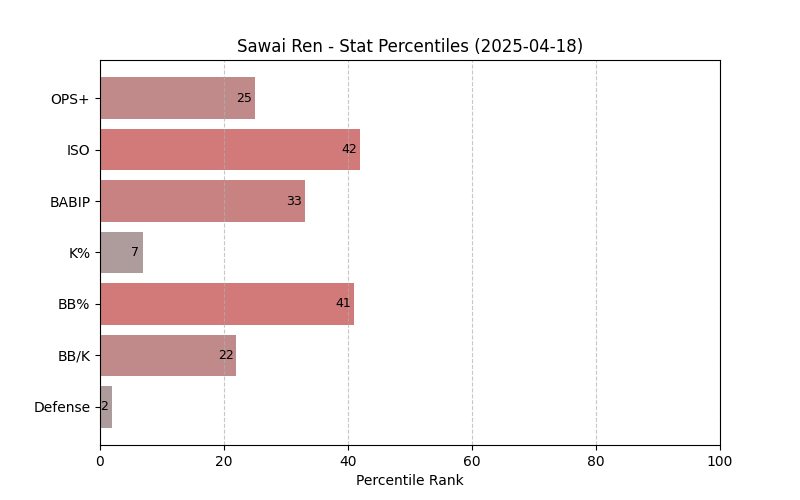 Sawai Ren - Stat Percentiles (2025-04-18)
OPS+ 25
ISO 42
BABIP 33
K% 7
BB% 41
BB/K 22
Defense 2
0 20 40 60 80 100
Percentile Rank